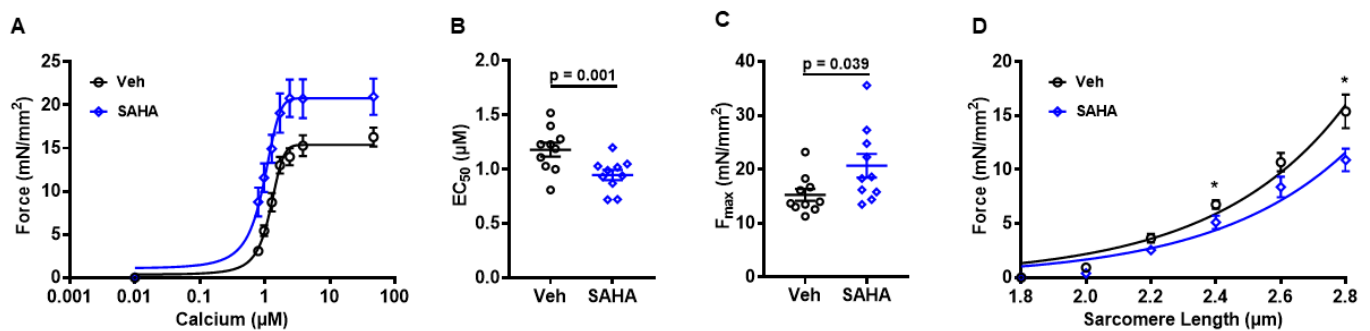 A
Force (mN/mm²)
25
20
15
10
5
0
Veh
SAHA
0.001
0.01
0.1
1
10
100
Calcium (µM)
B
EC₅₀ (µM)
2.0
1.5
1.0
0.5
0.0
p = 0.001
Veh
SAHA
C
Fmax (mN/mm²)
40
30
20
10
0
p = 0.039
Veh
SAHA
D
Force (mN/mm²)
20
15
10
5
0
Veh
SAHA
*
*
1.8
2.0
2.2
2.4
2.6
2.8
Sarcomere Length (µm)